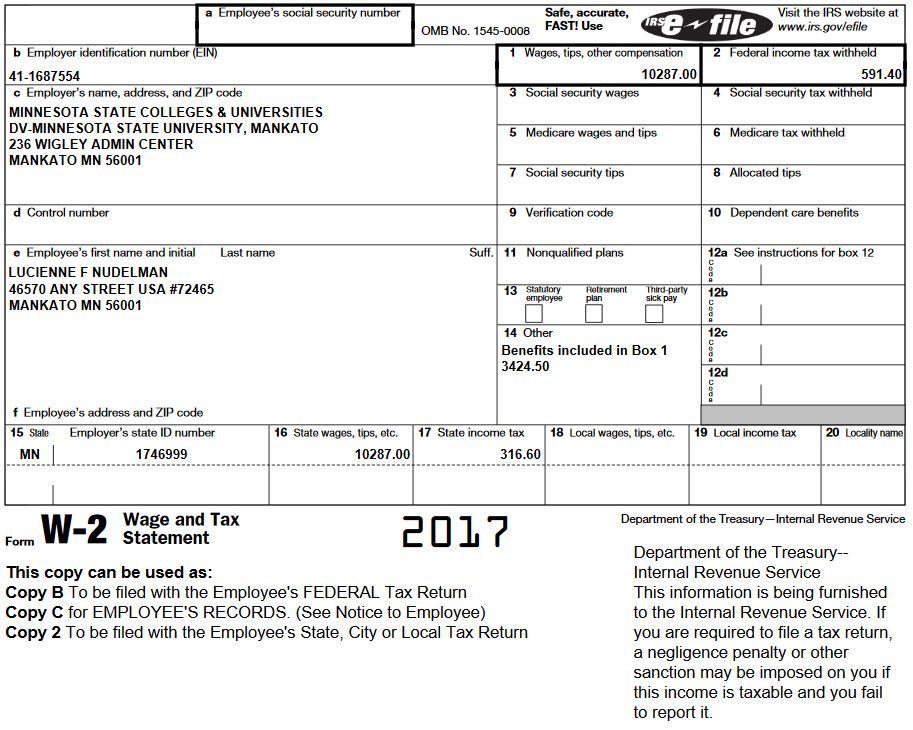 a Employee's social security number
OMB No. 1545-0008
Safe, accurate,
FAST! Use
IRS e-file
Visit the IRS website at
www.irs.gov/efile
b Employer identification number (EIN)
41-1687554
1 Wages, tips, other compensation
10287.00
2 Federal income tax withheld
591.40
c Employer's name, address, and ZIP code
MINNESOTA STATE COLLEGES & UNIVERSITIES
DV-MINNESOTA STATE UNIVERSITY, MANKATO
236 WIGLEY ADMIN CENTER
MANKATO MN 56001
3 Social security wages
4 Social security tax withheld
5 Medicare wages and tips
6 Medicare tax withheld
7 Social security tips
8 Allocated tips
d Control number
9 Verification code
10 Dependent care benefits
e Employee's first name and initial Last name Suff.
LUCIENNE F NUDELMAN
46570 ANY STREET USA #72465
MANKATO MN 56001
11 Nonqualified plans
12a See instructions for box 12
Code
13 Statutory employee
Retirement plan
Third-party sick pay
12b
Code
14 Other
Benefits included in Box 1
3424.50
12c
Code
12d
Code
f Employee's address and ZIP code
15 State Employer's state ID number
MN 1746999
16 State wages, tips, etc.
10287.00
17 State income tax
316.60
18 Local wages, tips, etc.
19 Local income tax
20 Locality name
Form W-2 Wage and Tax
Statement
2017
Department of the Treasury—Internal Revenue Service
This copy can be used as:
Copy B To be filed with the Employee's FEDERAL Tax Return
Copy C for EMPLOYEE'S RECORDS. (See Notice to Employee)
Copy 2 To be filed with the Employee's State, City or Local Tax Return
Department of the Treasury--
Internal Revenue Service
This information is being furnished
to the Internal Revenue Service. If
you are required to file a tax return,
a negligence penalty or other
sanction may be imposed on you if
this income is taxable and you fail
to report it.